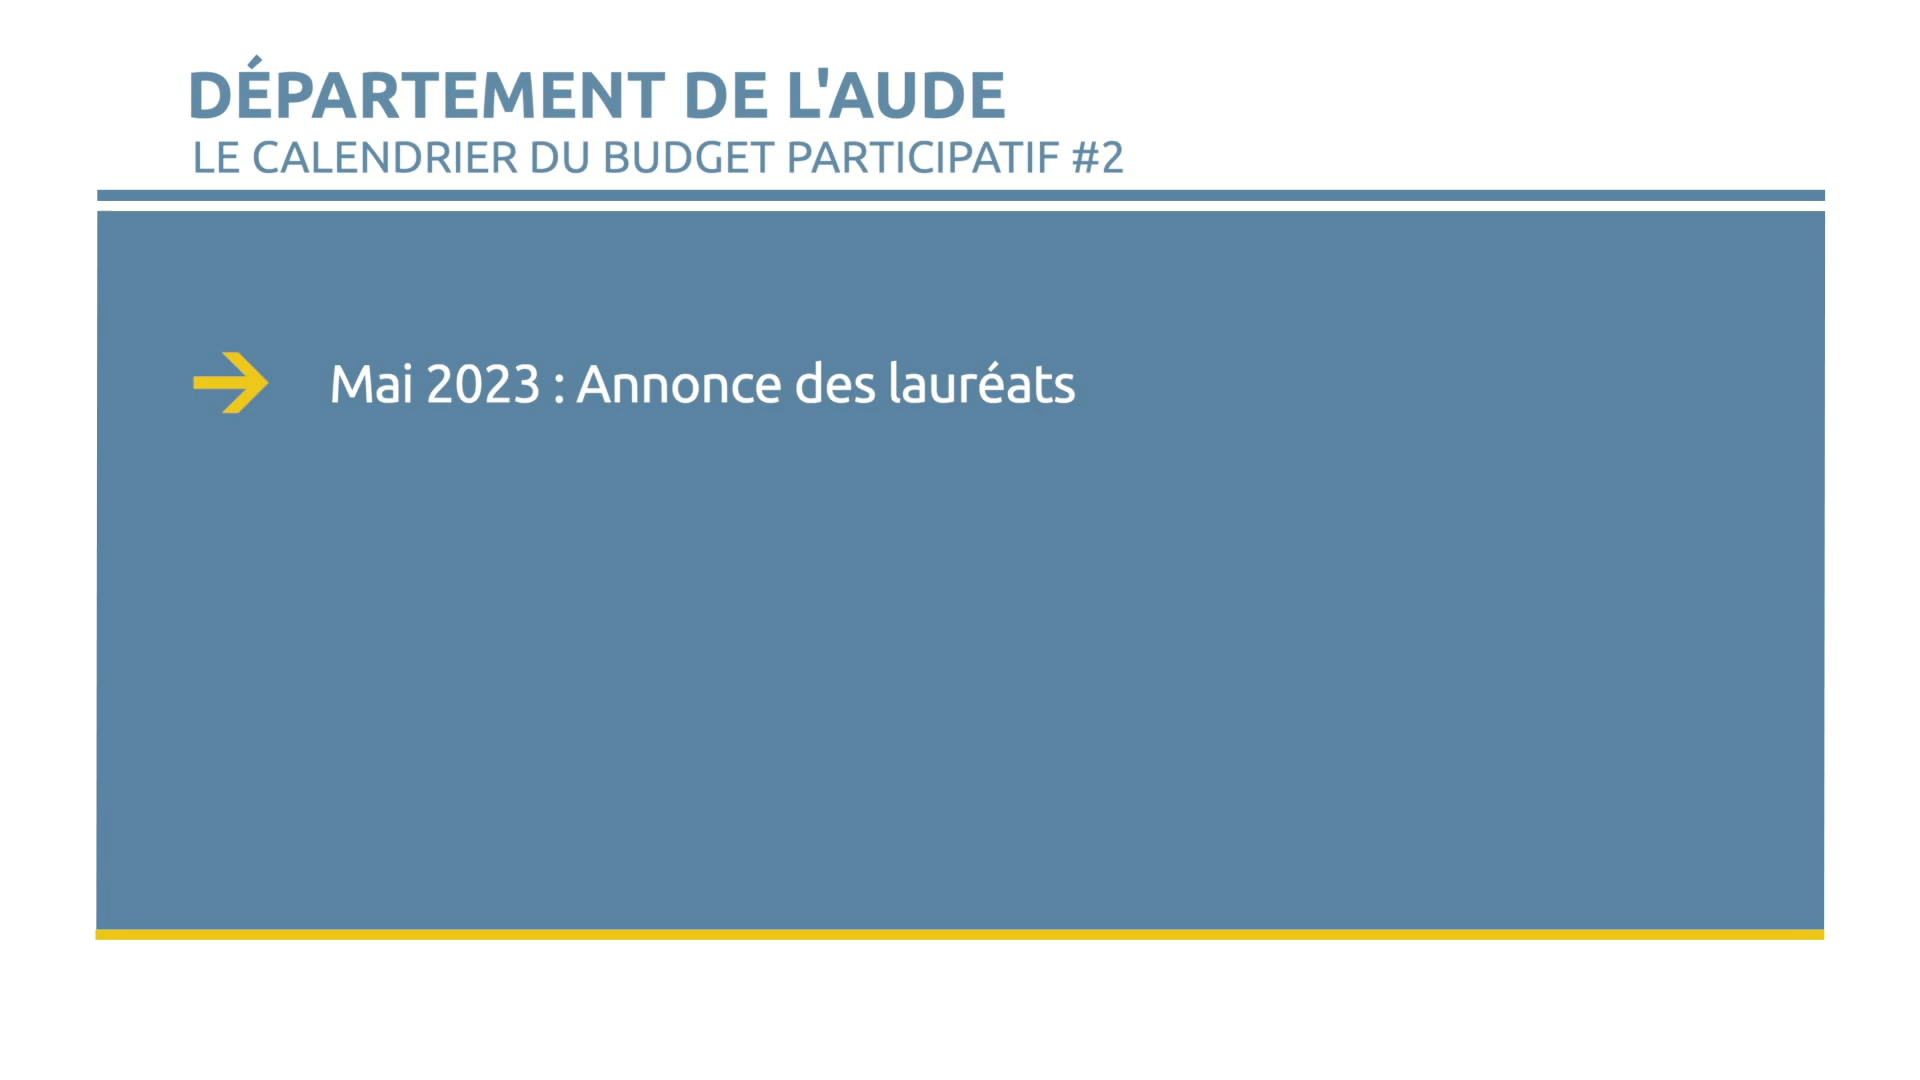 DÉPARTEMENT DE L'AUDE
LE CALENDRIER DU BUDGET PARTICIPATIF #2
Mai 2023 : Annonce des lauréats